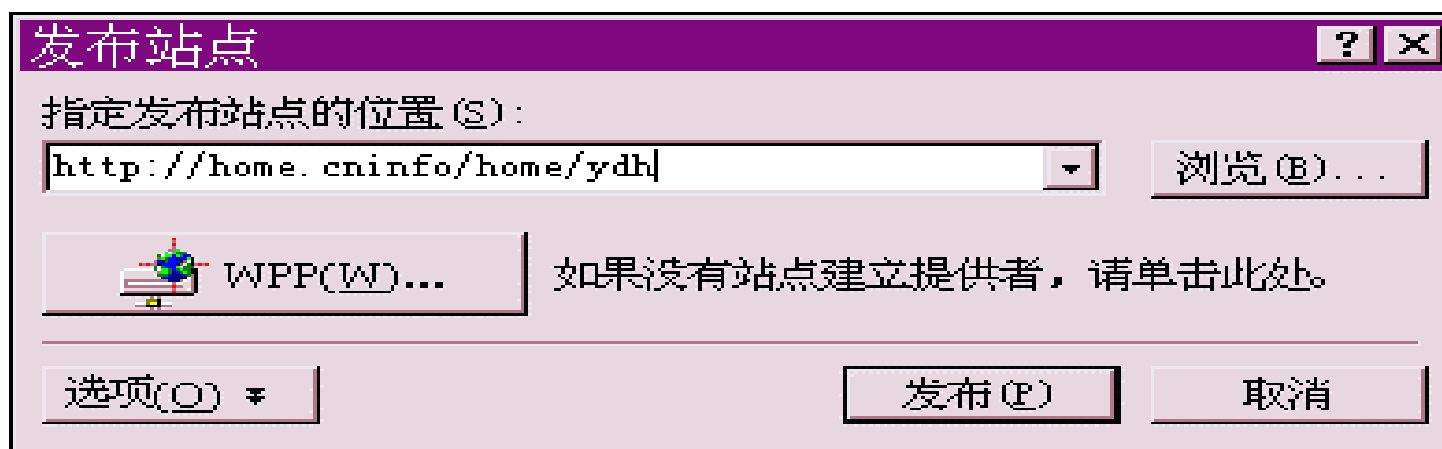 发布站点
指定发布站点的位置(S):
http://home.cninfo/home/ydh
浏览(B)...
WPP(W)...
如果没有站点建立提供者，请单击此处。
选项(O)
发布(P)
取消